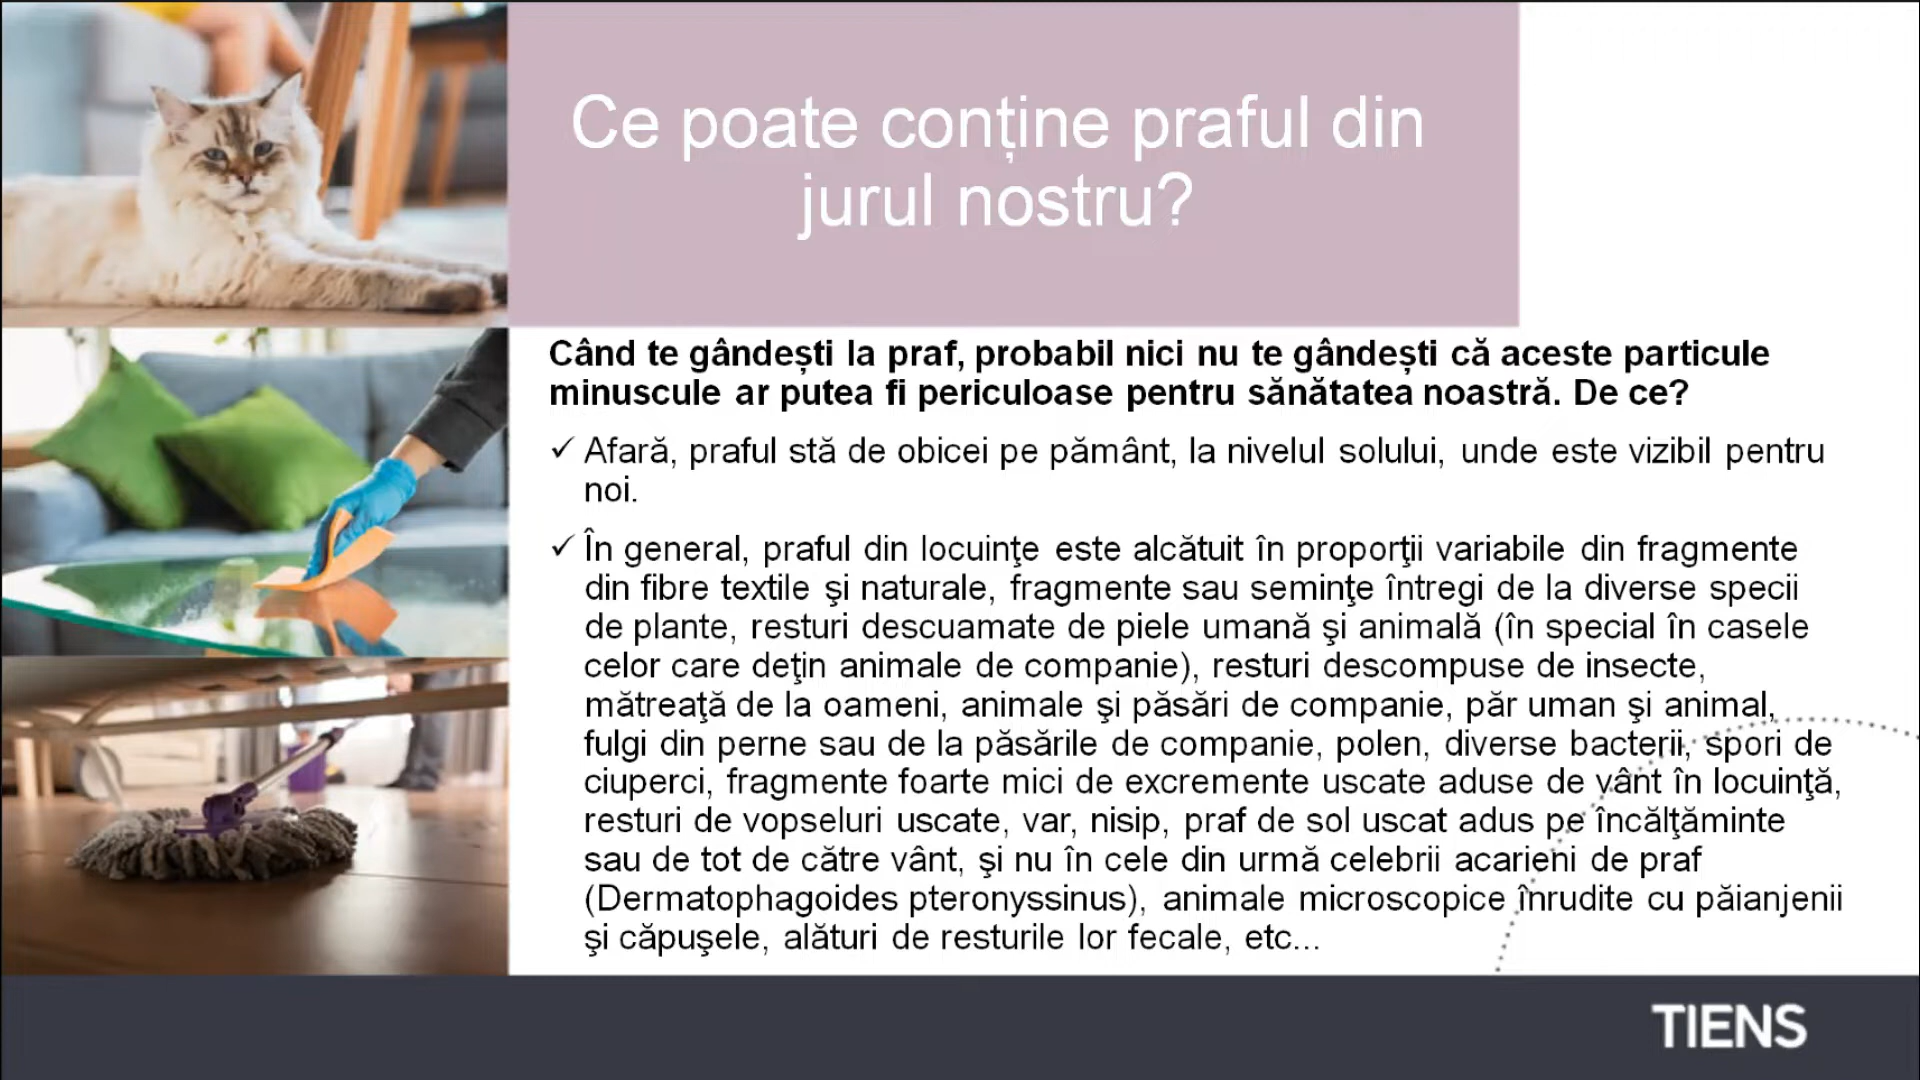 Ce poate conține praful din
jurul nostru?
Când te gândești la praf, probabil nici nu te gândești că aceste particule
minuscule ar putea fi periculoase pentru sănătatea noastră. De ce?
✓ Afară, praful stă de obicei pe pământ, la nivelul solului, unde este vizibil pentru
noi.
✓ În general, praful din locuinţe este alcătuit în proporţii variabile din fragmente
din fibre textile şi naturale, fragmente sau seminţe întregi de la diverse specii
de plante, resturi descuamate de piele umană şi animală (în special în casele
celor care deţin animale de companie), resturi descompuse de insecte,
mătreaţă de la oameni, animale şi păsări de companie, păr uman şi animal,
fulgi din perne sau de la păsările de companie, polen, diverse bacterii, spori de
ciuperci, fragmente foarte mici de excremente uscate aduse de vânt în locuinţă,
resturi de vopseluri uscate, var, nisip, praf de sol uscat adus pe încălţăminte
sau de tot de către vânt, şi nu în cele din urmă celebrii acarieni de praf
(Dermatophagoides pteronyssinus), animale microscopice înrudite cu păianjenii
şi căpuşele, alături de resturile lor fecale, etc...
TIENS